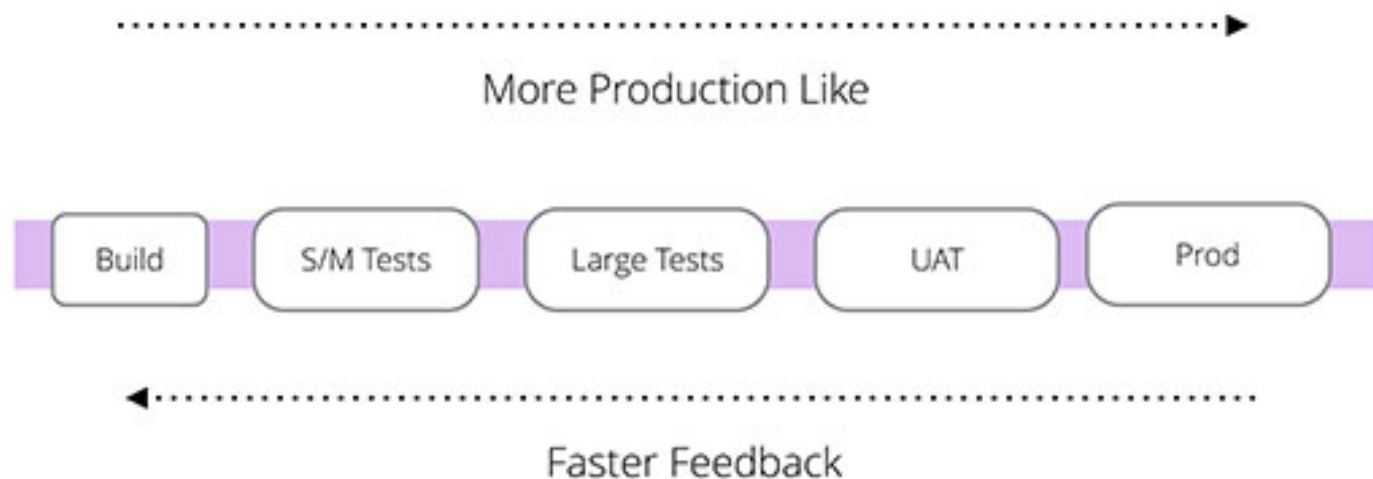 More Production Like
Build
S/M Tests
Large Tests
UAT
Prod
Faster Feedback